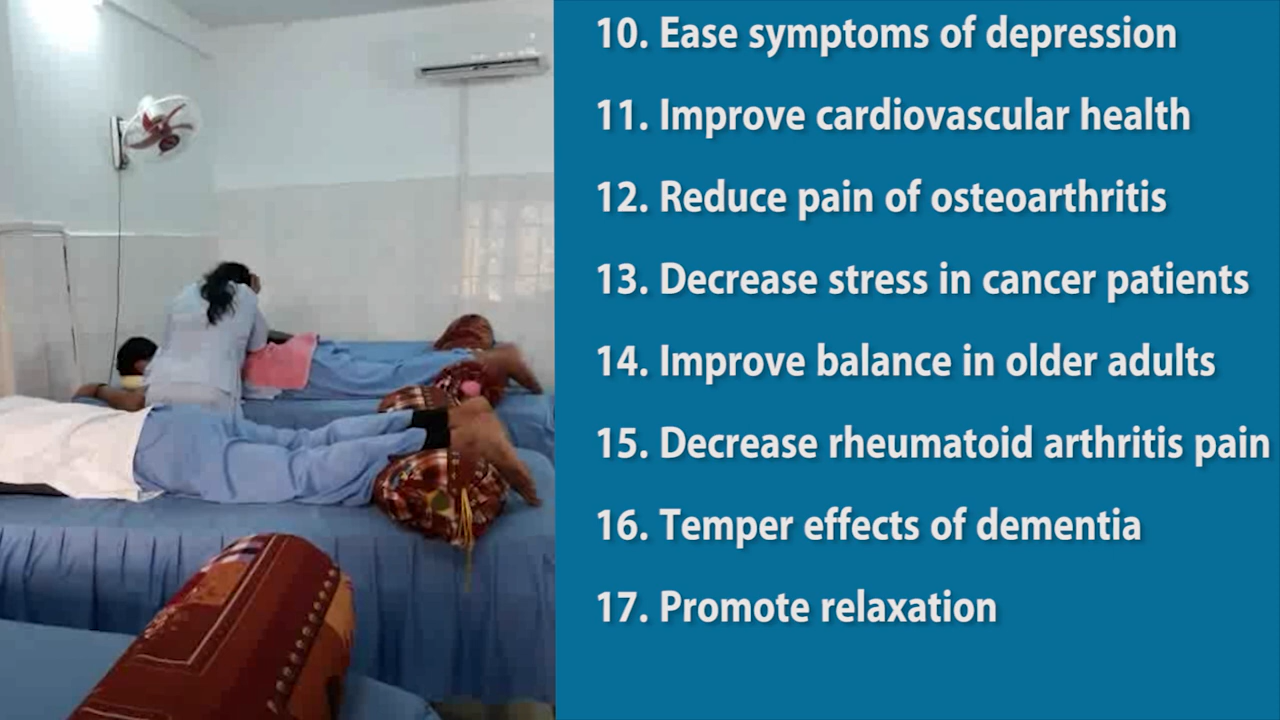 10. Ease symptoms of depression
11. Improve cardiovascular health
12. Reduce pain of osteoarthritis
13. Decrease stress in cancer patients
14. Improve balance in older adults
15. Decrease rheumatoid arthritis pain
16. Temper effects of dementia
17. Promote relaxation